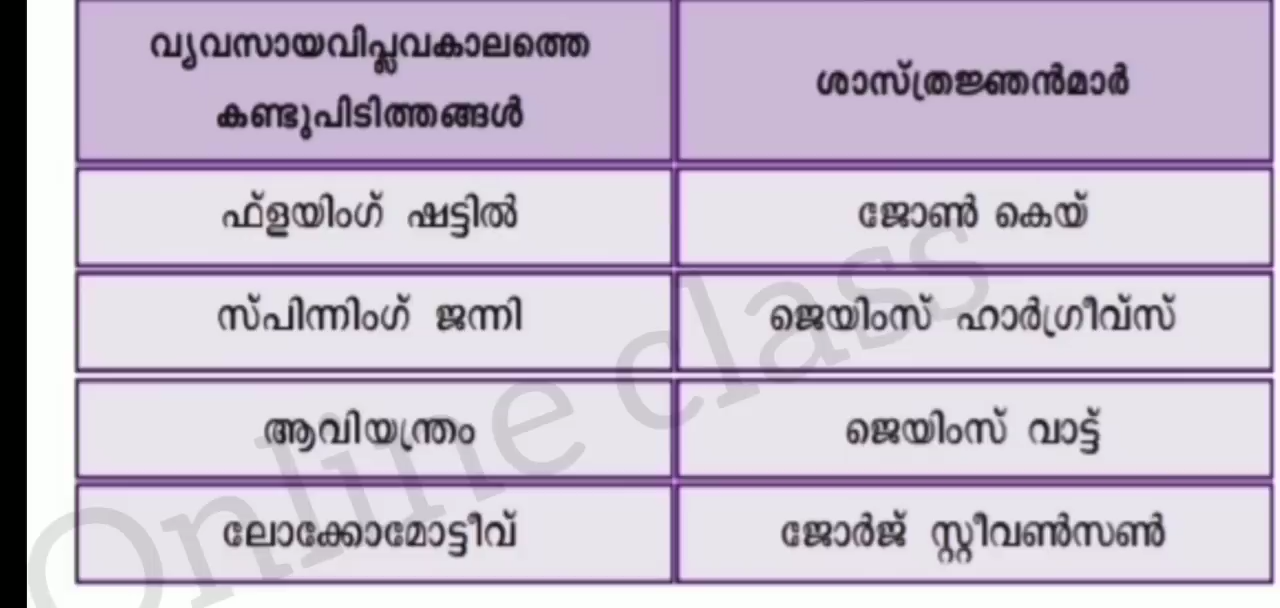 വ്യവസായവിപ്ലവകാലത്തെ
കണ്ടുപിടിത്തങ്ങൾ
ശാസ്ത്രജ്ഞൻമാർ
ഫ്ളയിംഗ് ഷട്ടിൽ
ജോൺ കെയ്
സ്പിന്നിംഗ് ജന്നി
ജെയിംസ് ഹാർഗ്രീവ്സ്
ആവിയന്ത്രം
ജെയിംസ് വാട്ട്
ലോക്കോമോട്ടീവ്
ജോർജ് സ്റ്റീവൺസൺ
Online class